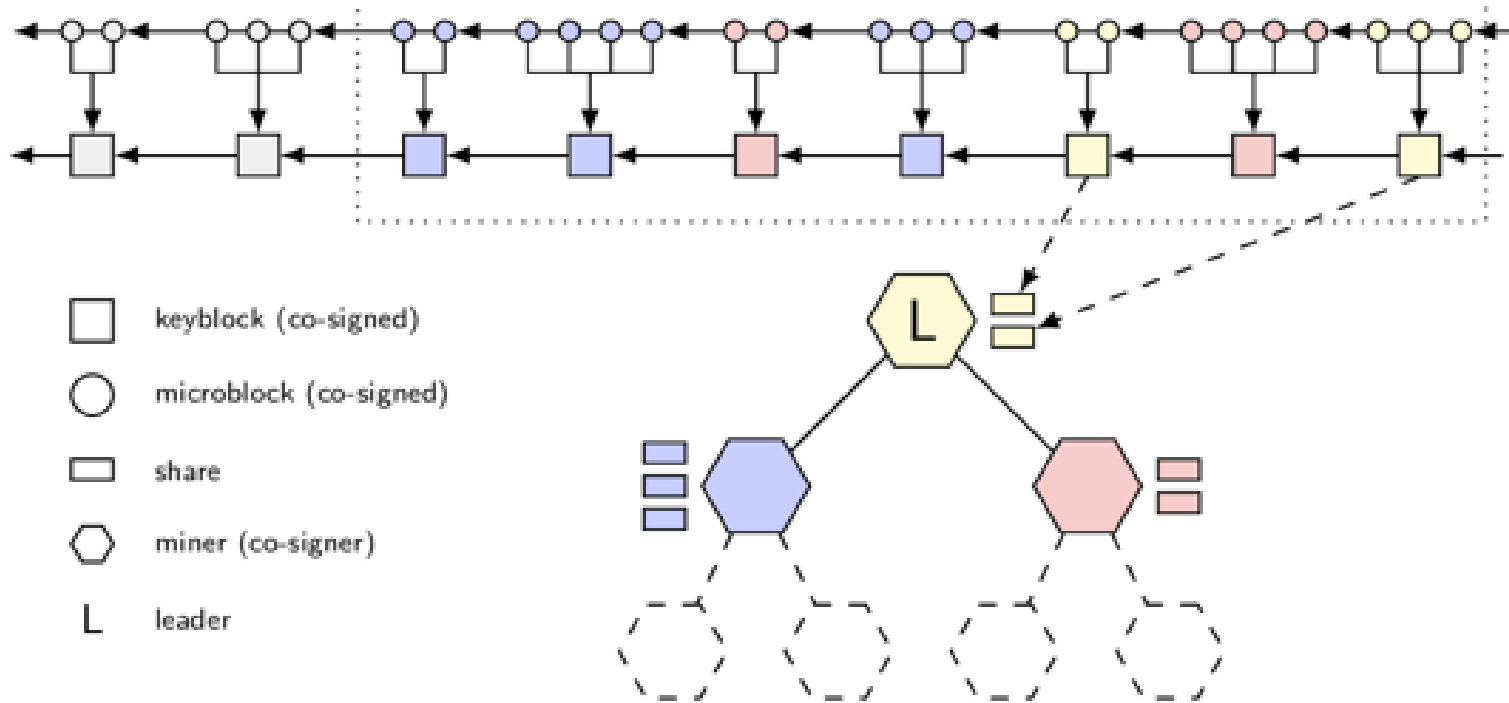 L
keyblock (co-signed)
microblock (co-signed)
share
miner (co-signer)
L leader